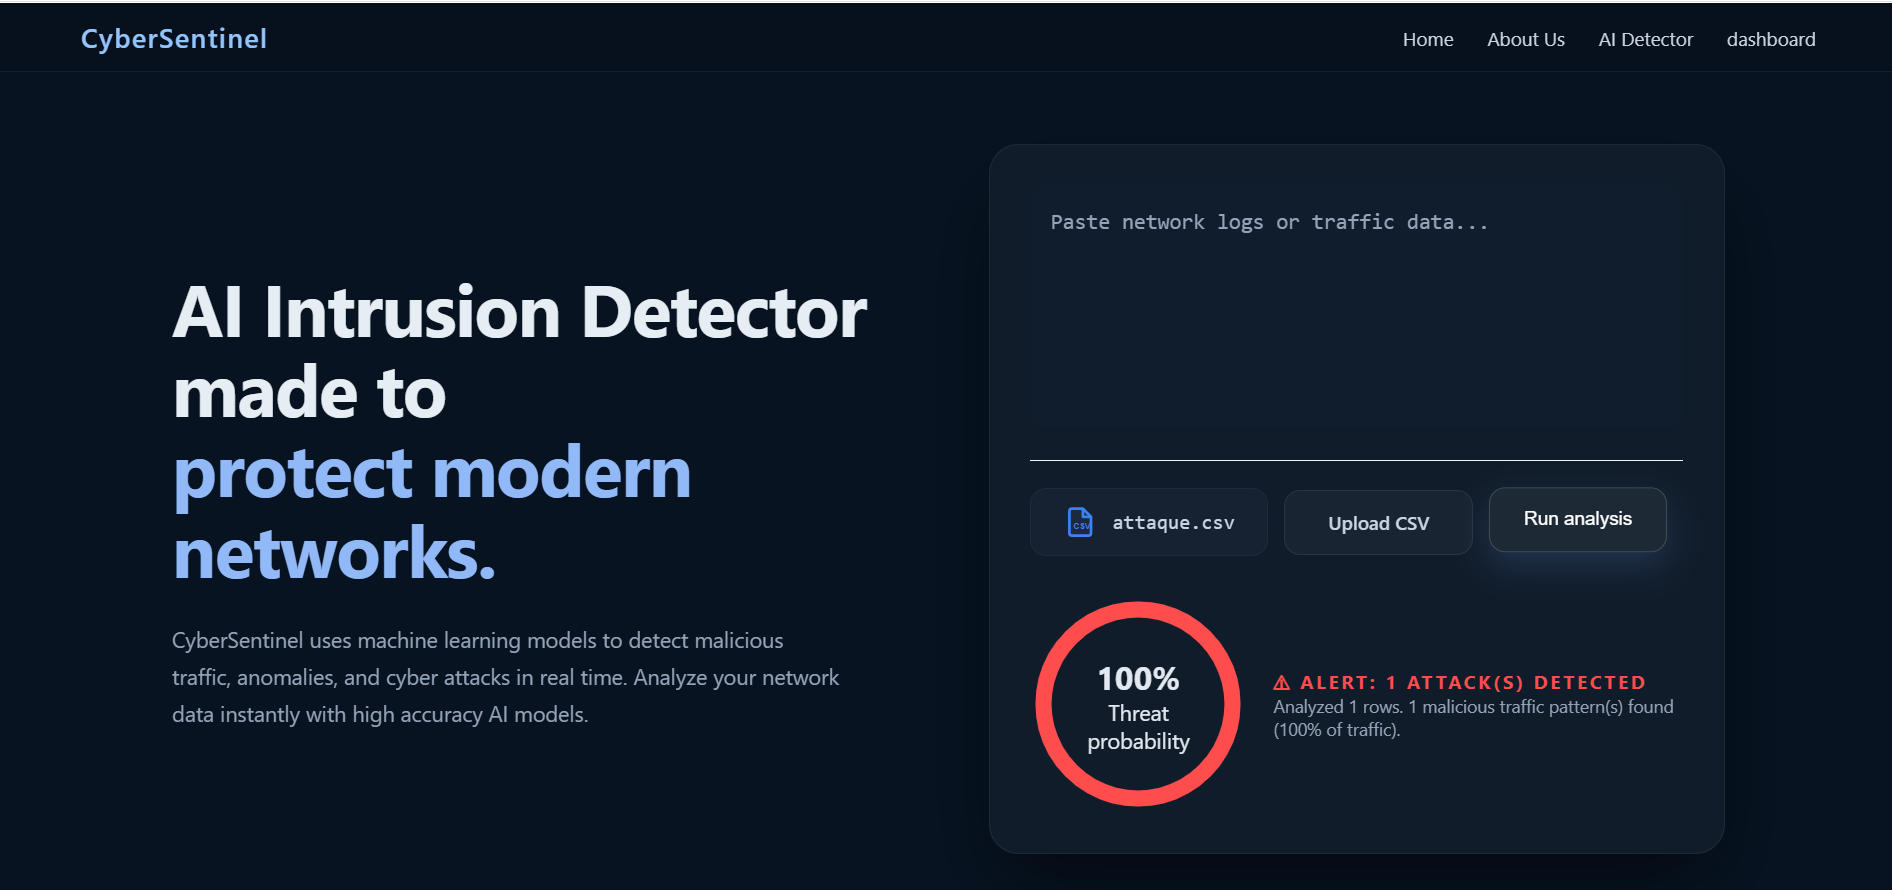 CyberSentinel
Home
About Us
AI Detector
dashboard
AI Intrusion Detector
made to
protect modern
networks.
CyberSentinel uses machine learning models to detect malicious
traffic, anomalies, and cyber attacks in real time. Analyze your network
data instantly with high accuracy AI models.
Paste network logs or traffic data...
CSV
attaque.csv
Upload CSV
Run analysis
100%
Threat
probability
⚠ ALERT: 1 ATTACK(S) DETECTED
Analyzed 1 rows. 1 malicious traffic pattern(s) found
(100% of traffic).